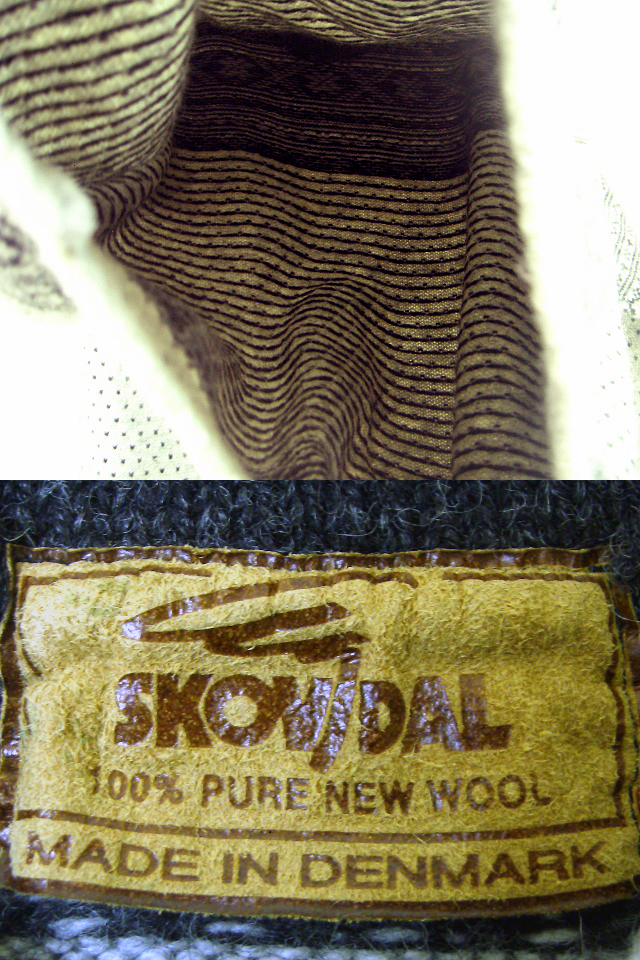 SKOVDAL
100% PURE NEW WOOL
MADE IN DENMARK